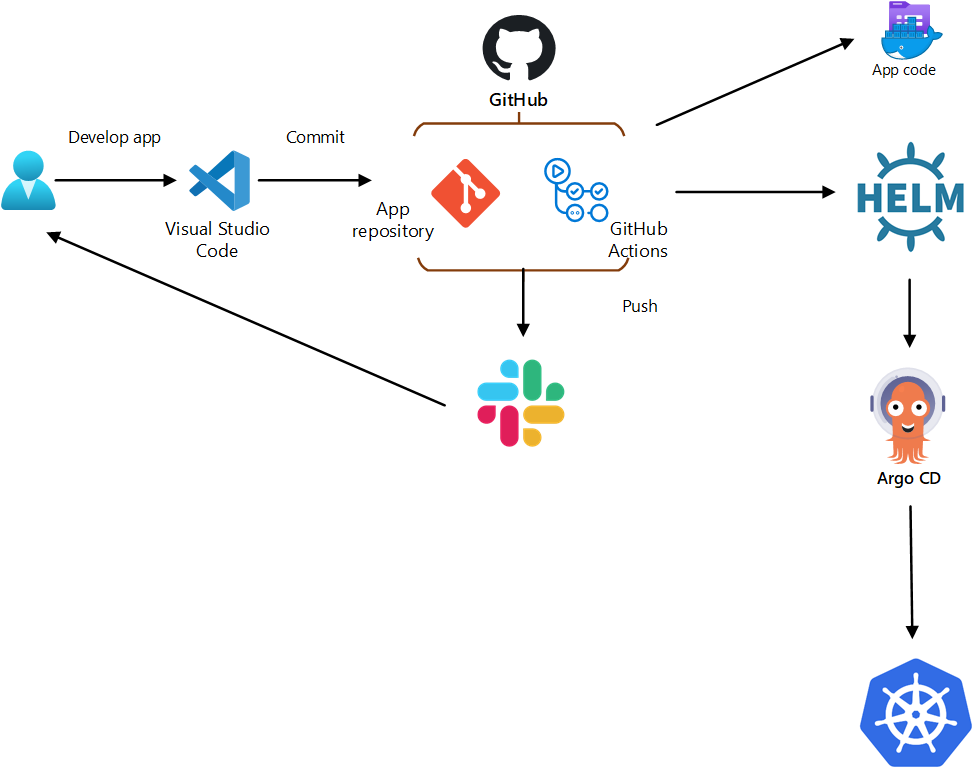 GitHub
App code
Develop app
Commit
HELM
App
repository
Visual Studio
Code
GitHub
Actions
Push
Argo CD